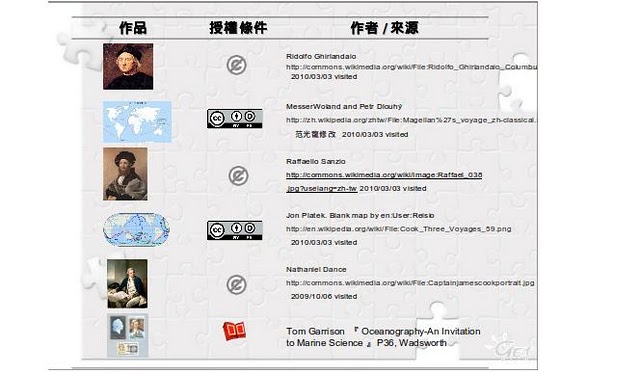 作品 授權條件 作者 / 來源
Ridolfo Ghirlandaio
http://commons.wikimedia.org/wiki/File:Ridolfo_Ghirlandaio_Columbu
2010/03/03 visited
MesserWoland and Petr Dlouhý
http://zh.wikipedia.org/zhtw/File:Magellan%27s_voyage_zh-classical.
范光龍修改 2010/03/03 visited
cc BY ND
Raffaello Sanzio
http://commons.wikimedia.org/wiki/Image:Raffael_038
.jpg?uselang=zh-tw 2010/03/03 visited
Jon Platek. Blank map by en:User:Reisio
http://en.wikipedia.org/wiki/File:Cook_Three_Voyages_59.png
2010/03/03 visited
Nathaniel Dance
http://commons.wikimedia.org/wiki/File:Captainjamescookportrait.jpg
2009/10/06 visited
Tom Garrison 『 Oceanography-An Invitation
to Marine Science 』 P36, Wadsworth